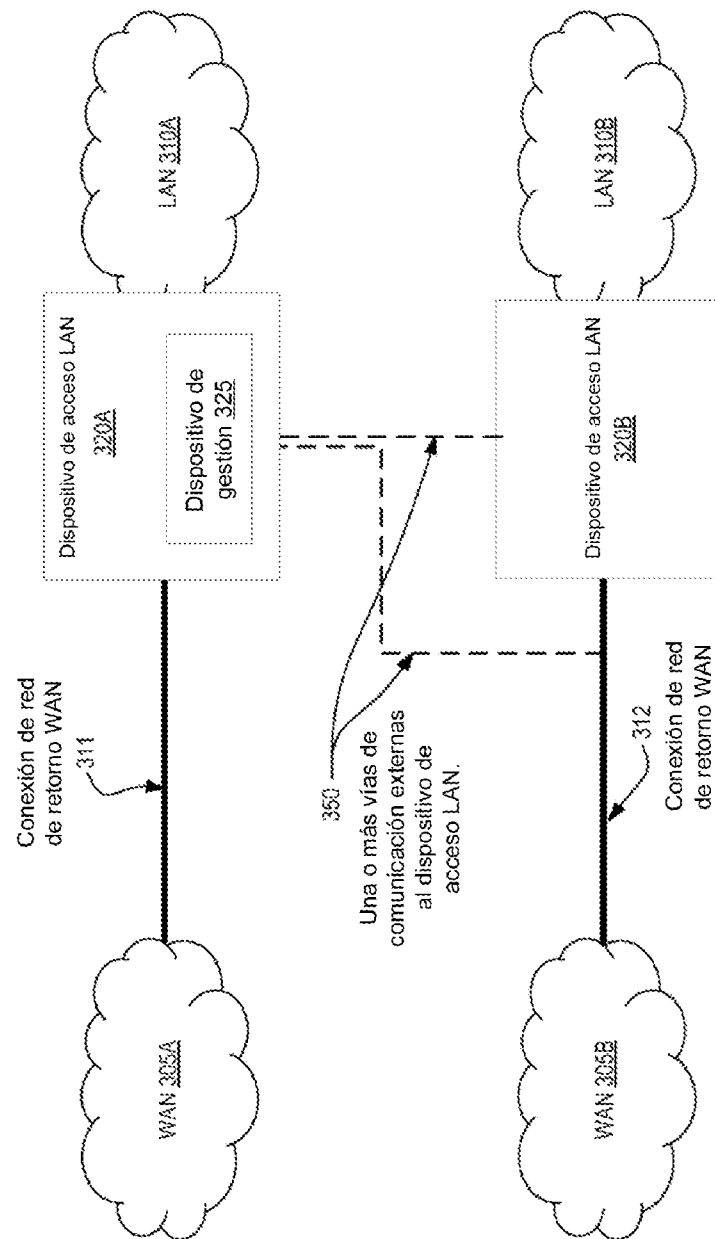 WAN 305A
Conexión de red
de retorno WAN
311
Dispositivo de acceso LAN
320A
Dispositivo de
gestión 325
LAN 310A
350
Una o más vías de
comunicación externas
al dispositivo de
acceso LAN.
WAN 305B
312
Conexión de red
de retorno WAN
Dispositivo de acceso LAN
320B
LAN 310B